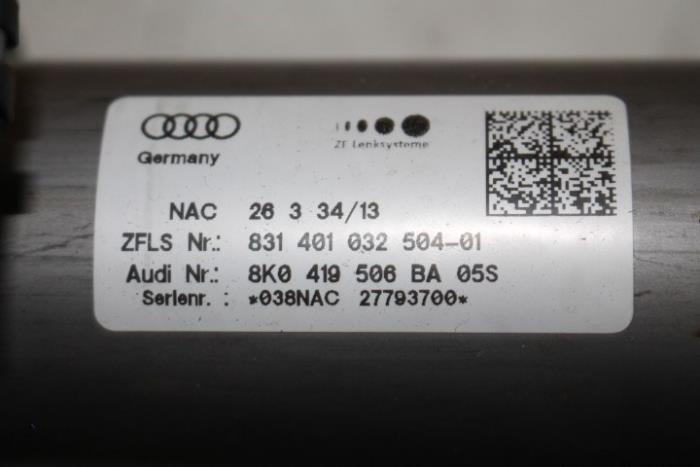 Germany
ZF Lenksysteme
NAC 26 3 34/13
ZFLS Nr.: 831 401 032 504-01
Audi Nr.: 8K0 419 506 BA 05S
Serienr. : *038NAC 27793700*